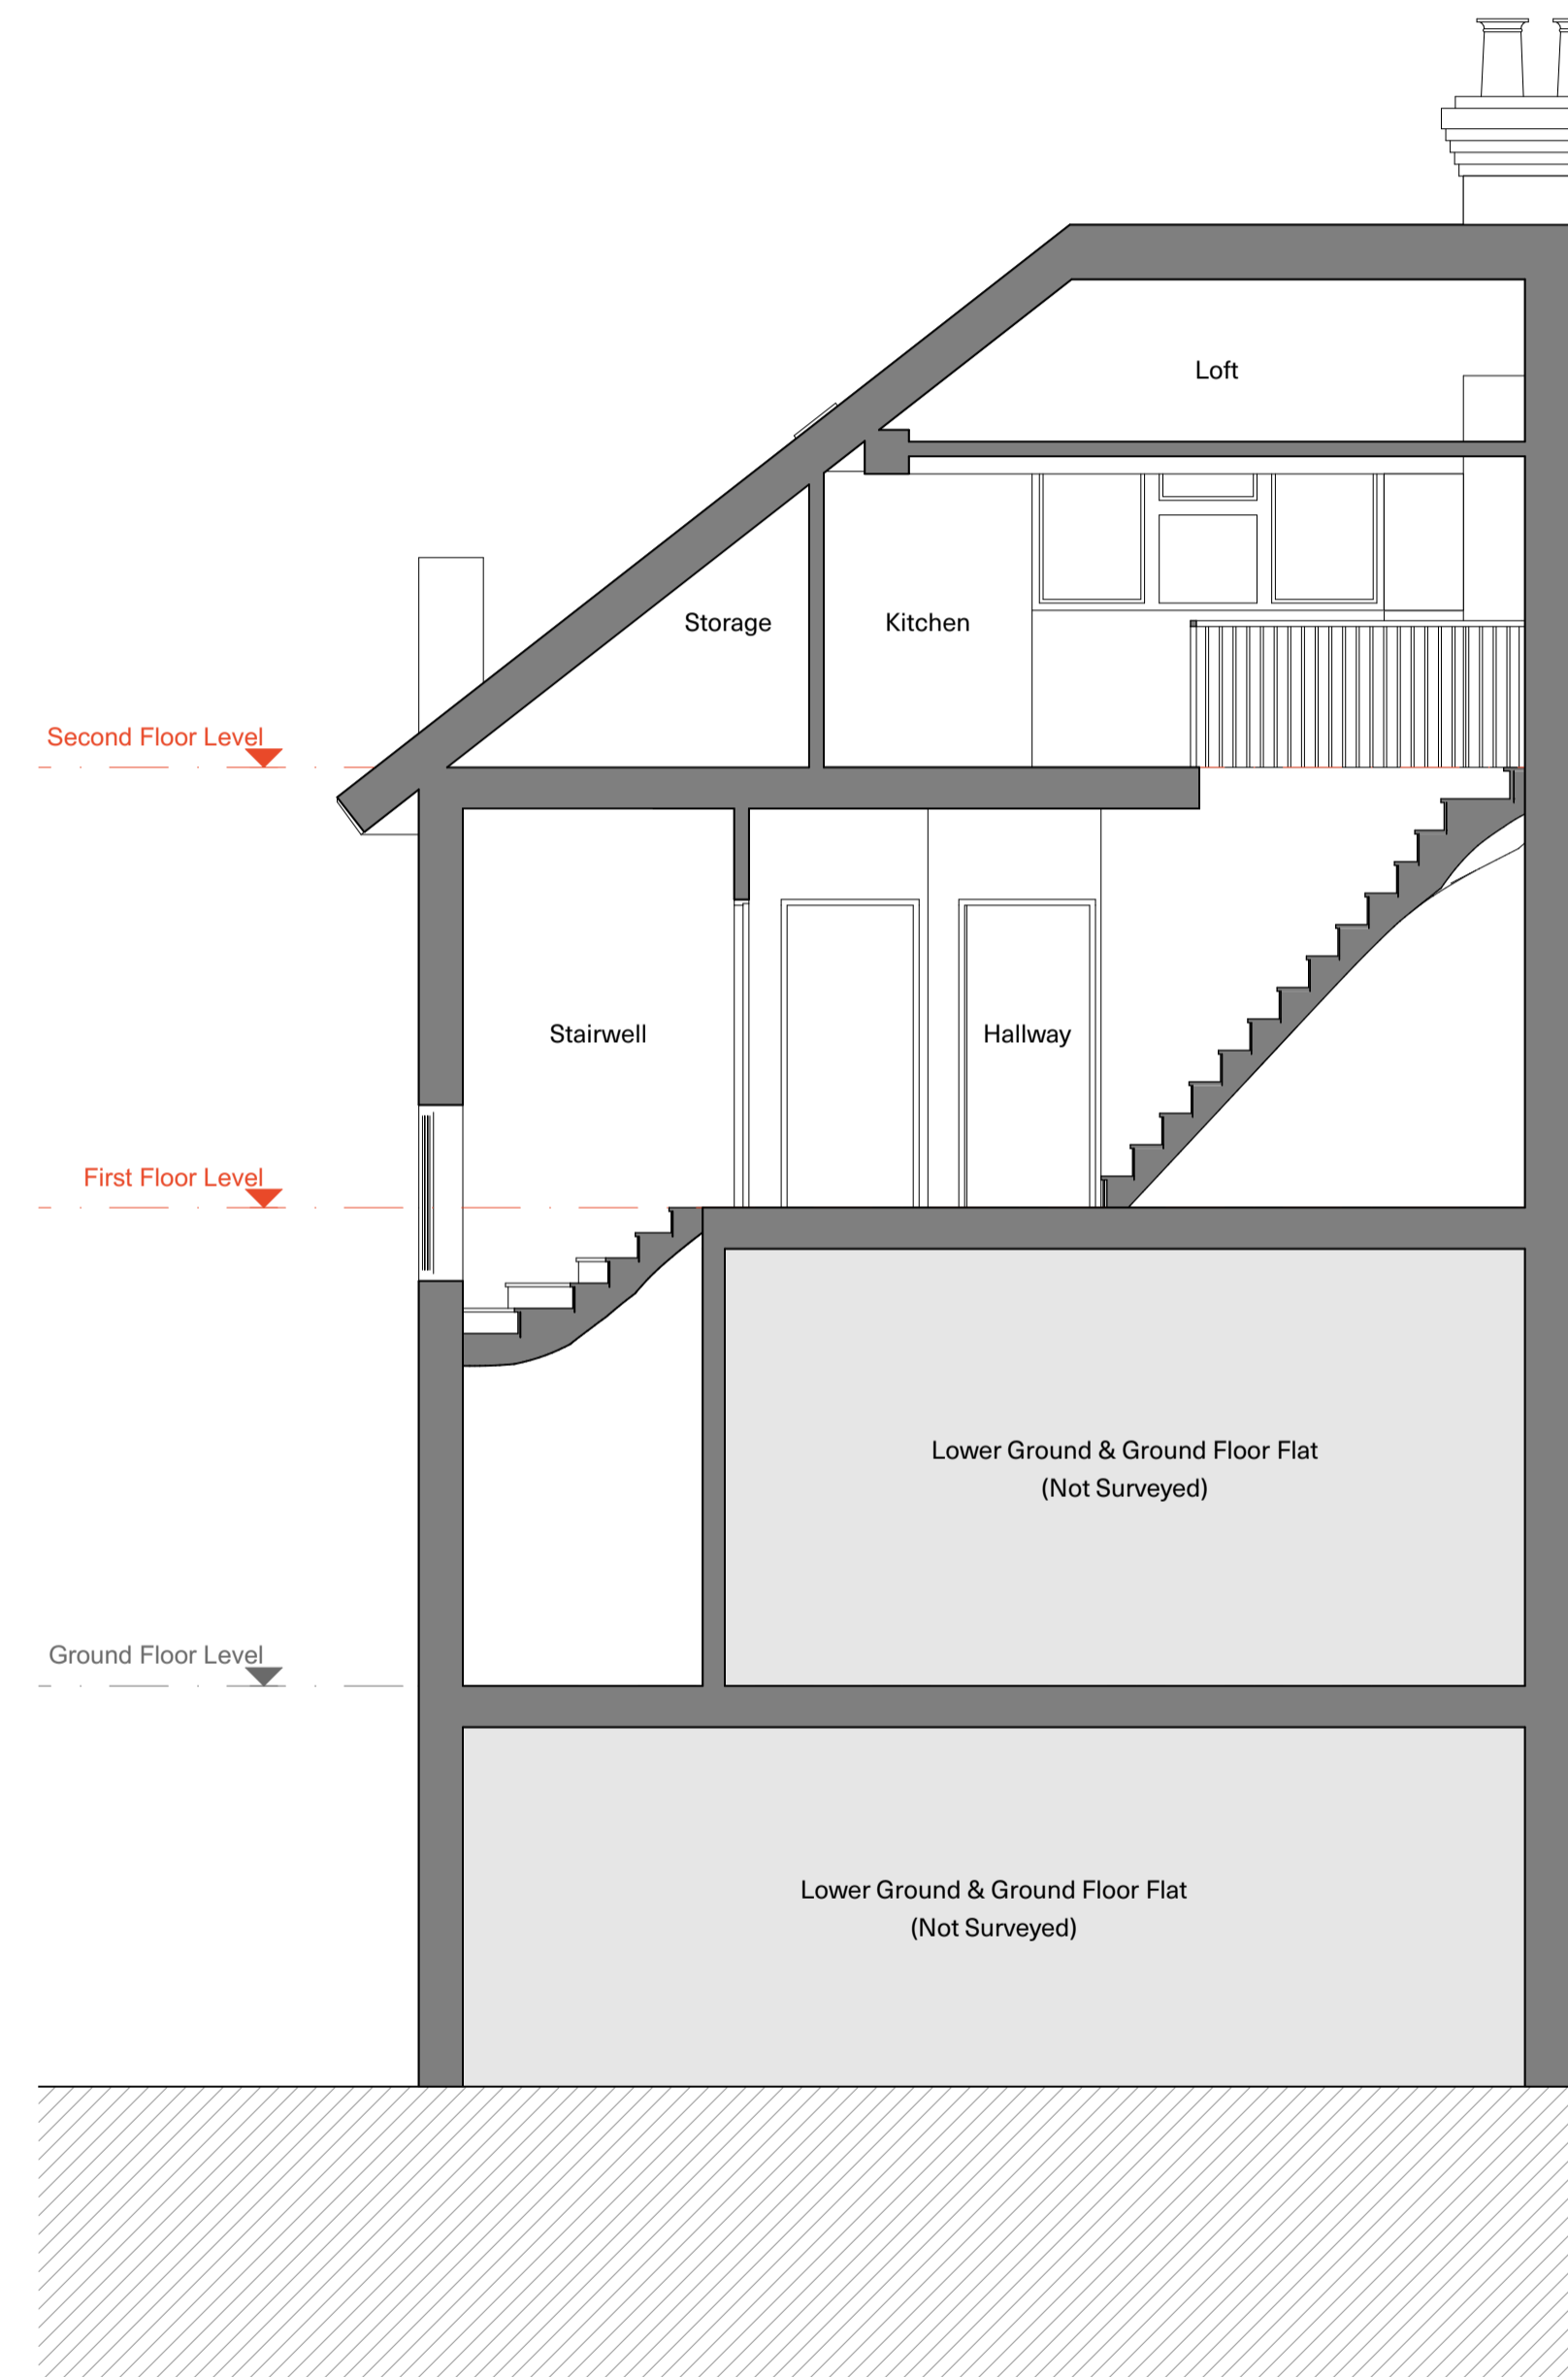 Loft
Storage
Kitchen
Second Floor Level
Stairwell
Hallway
First Floor Level
Lower Ground & Ground Floor Flat
(Not Surveyed)
Ground Floor Level
Lower Ground & Ground Floor Flat
(Not Surveyed)